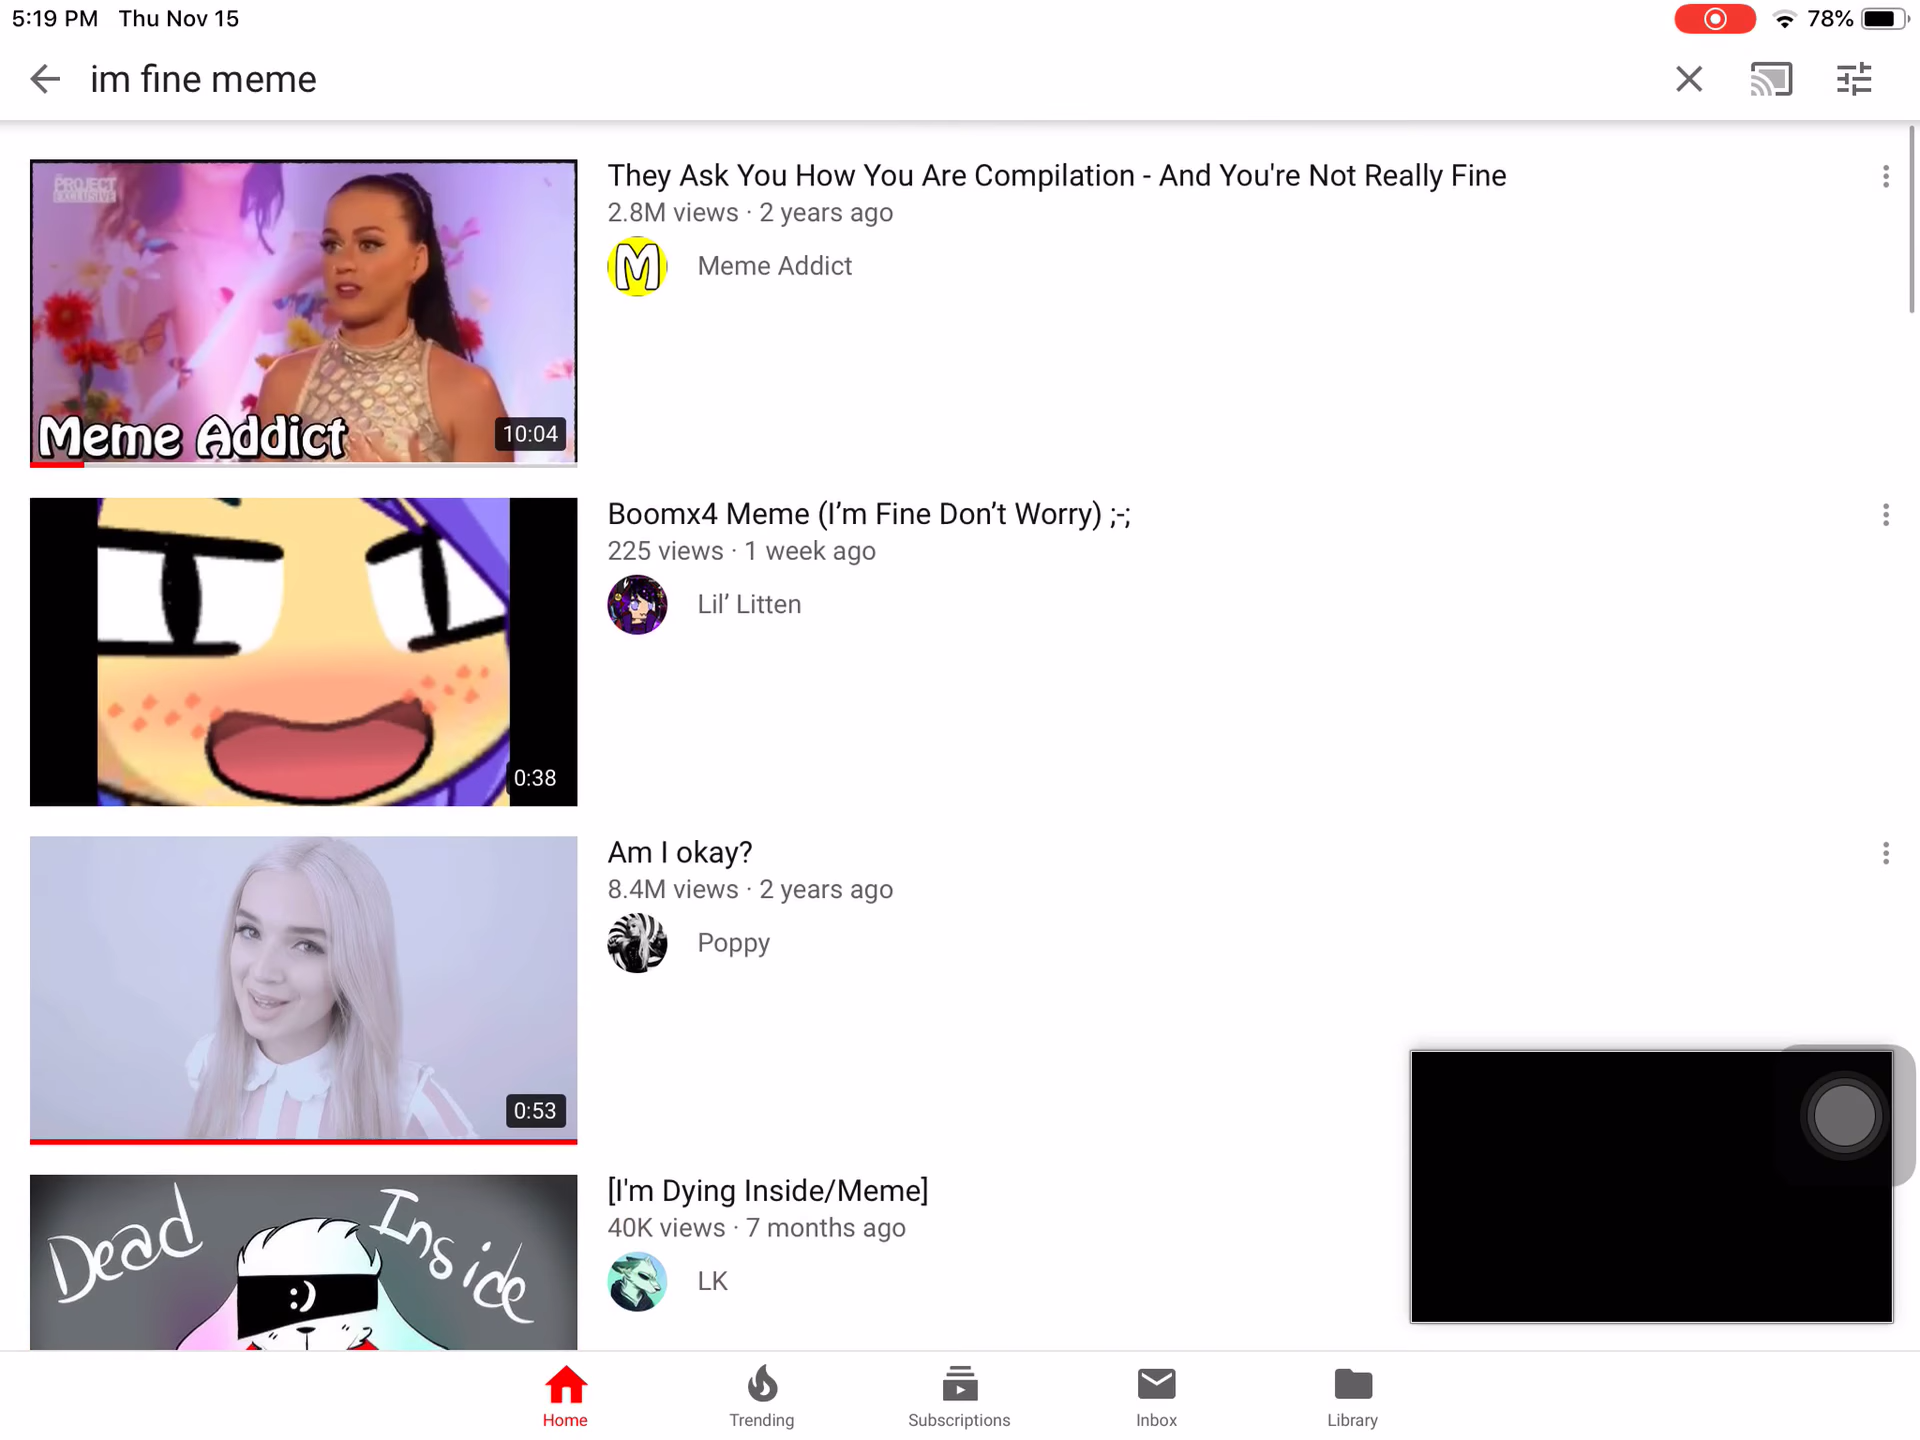 5:19 PM Thu Nov 15
78%
im fine meme
THE PROJECT
EXCLUSIVE
Meme Addict
10:04
They Ask You How You Are Compilation - And You're Not Really Fine
2.8M views · 2 years ago
M
Meme Addict
0:38
Boomx4 Meme (I’m Fine Don’t Worry) ;-;
225 views · 1 week ago
Lil’ Litten
0:53
Am I okay?
8.4M views · 2 years ago
Poppy
Dead Inside
:)
[I'm Dying Inside/Meme]
40K views · 7 months ago
LK
Home
Trending
Subscriptions
Inbox
Library